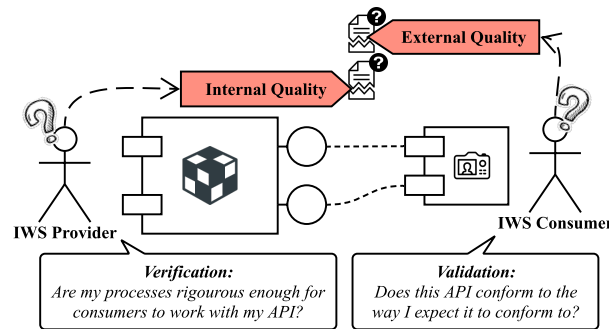 ?
External Quality
?
Internal Quality
IWS Provider
IWS Consumer
Verification:
Are my processes rigourous enough for
consumers to work with my API?
Validation:
Does this API conform to the
way I expect it to conform to?